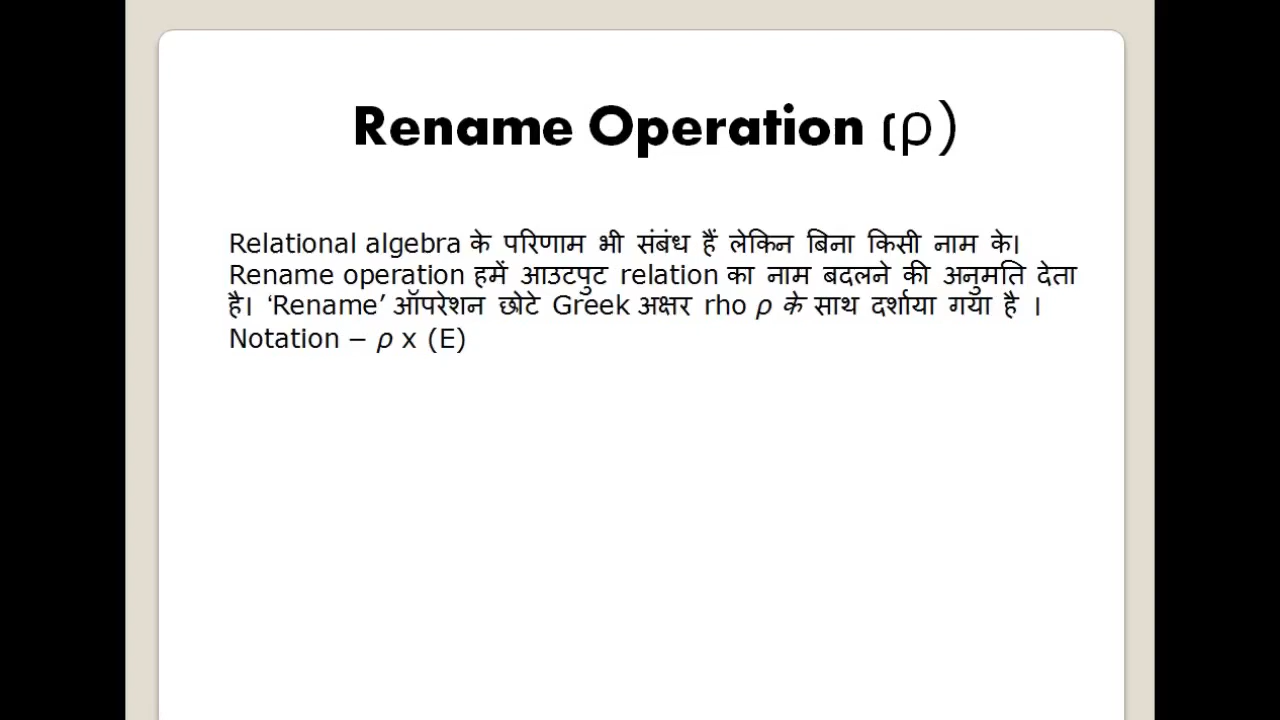 Rename Operation (ρ)
Relational algebra के परिणाम भी संबंध हैं लेकिन बिना किसी नाम के।
Rename operation हमें आउटपुट relation का नाम बदलने की अनुमति देता
है। ‘Rename’ ऑपरेशन छोटे Greek अक्षर rho ρ के साथ दर्शाया गया है ।
Notation − ρ x (E)